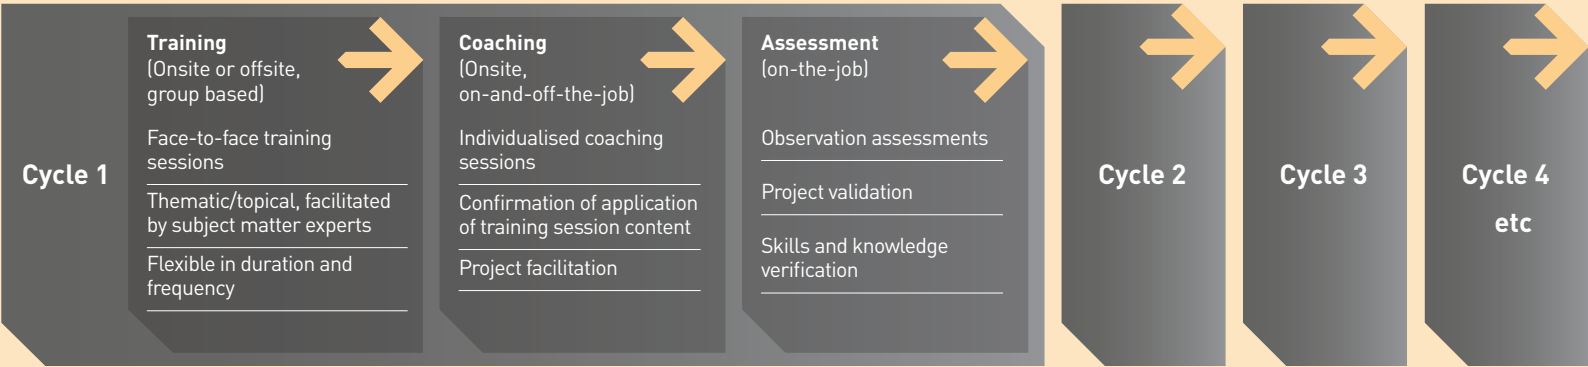 Cycle 1
Training
(Onsite or offsite,
group based)
Face-to-face training
sessions
Thematic/topical, facilitated
by subject matter experts
Flexible in duration and
frequency
Coaching
(Onsite,
on-and-off-the-job)
Individualised coaching
sessions
Confirmation of application
of training session content
Project facilitation
Assessment
(on-the-job)
Observation assessments
Project validation
Skills and knowledge
verification
Cycle 2
Cycle 3
Cycle 4
etc